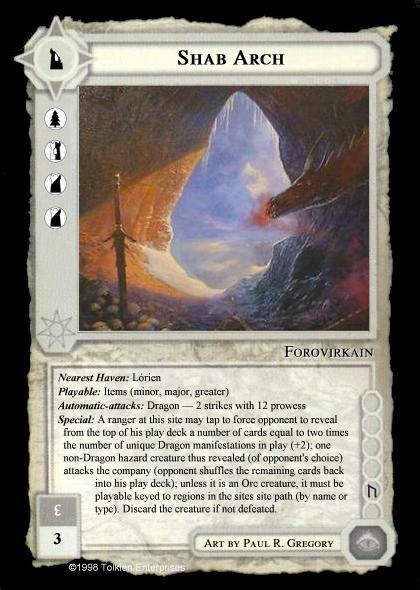 SHAB ARCH
FOROVIRKAIN
Nearest Haven: Lórien
Playable: Items (minor, major, greater)
Automatic-attacks: Dragon — 2 strikes with 12 prowess
Special: A ranger at this site may tap to force opponent to reveal
from the top of his play deck a number of cards equal to two times
the number of unique Dragon manifestations in play (+2); one
non-Dragon hazard creature thus revealed (of opponent's choice)
attacks the company (opponent shuffles the remaining cards back
into his play deck); unless it is an Orc creature, it must be
playable keyed to regions in the sites site path (by name or
type). Discard the creature if not defeated.
ε
3
ART BY PAUL R. GREGORY
©1998 Tolkien Enterprises